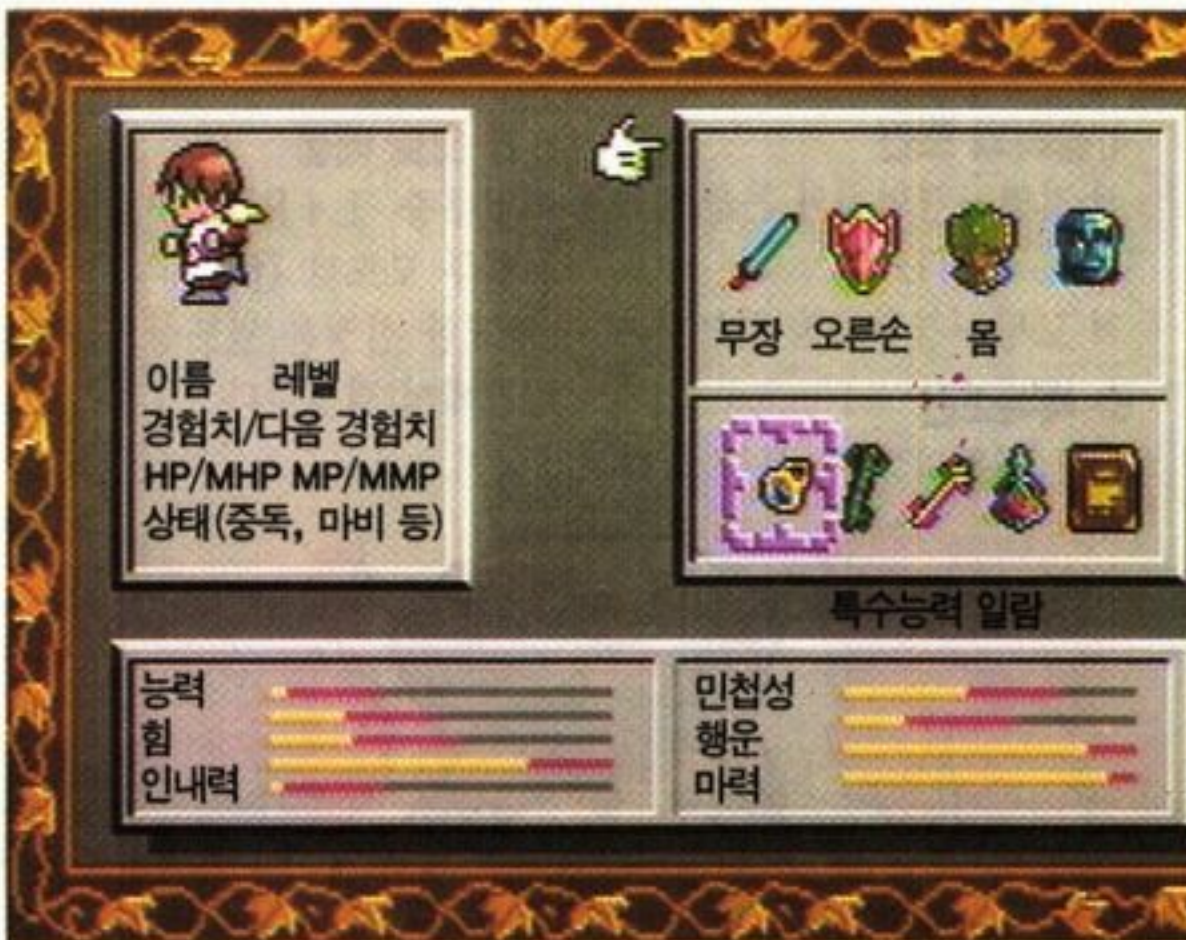 이름 레벨
경험치/다음 경험치
HP/MHP MP/MMP
상태(중독, 마비 등)
무장 오른손 몸
특수능력 일람
능력
힘
인내력
민첩성
행운
마력